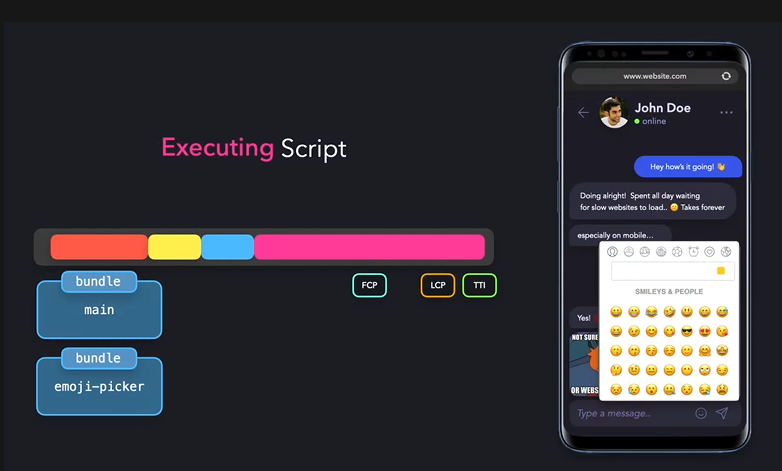 Executing Script
bundle
main
bundle
emoji-picker
FCP
LCP
TTI
www.website.com
John Doe
online
Hey how's it going! 👋
Doing alright! Spent all day waiting
for slow websites to load.. 😕 Takes forever
especially on mobile...
SMILEYS & PEOPLE
Yes!
NOT SURE
OR WEBS
Type a message..